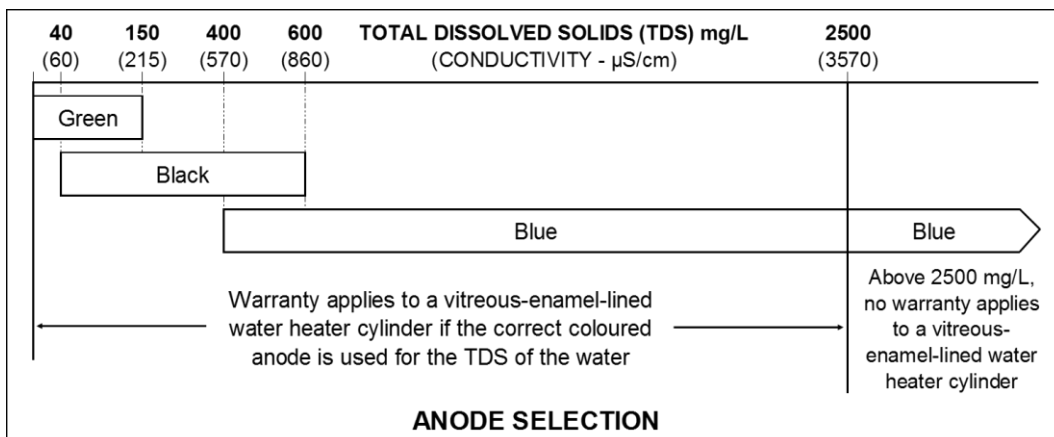 40 150 400 600 TOTAL DISSOLVED SOLIDS (TDS) mg/L 2500
(60) (215) (570) (860) (CONDUCTIVITY - µS/cm) (3570)
Green
Black
Blue Blue
Warranty applies to a vitreous-enamel-lined
water heater cylinder if the correct coloured
anode is used for the TDS of the water
Above 2500 mg/L,
no warranty applies
to a vitreous-
enamel-lined water
heater cylinder
ANODE SELECTION